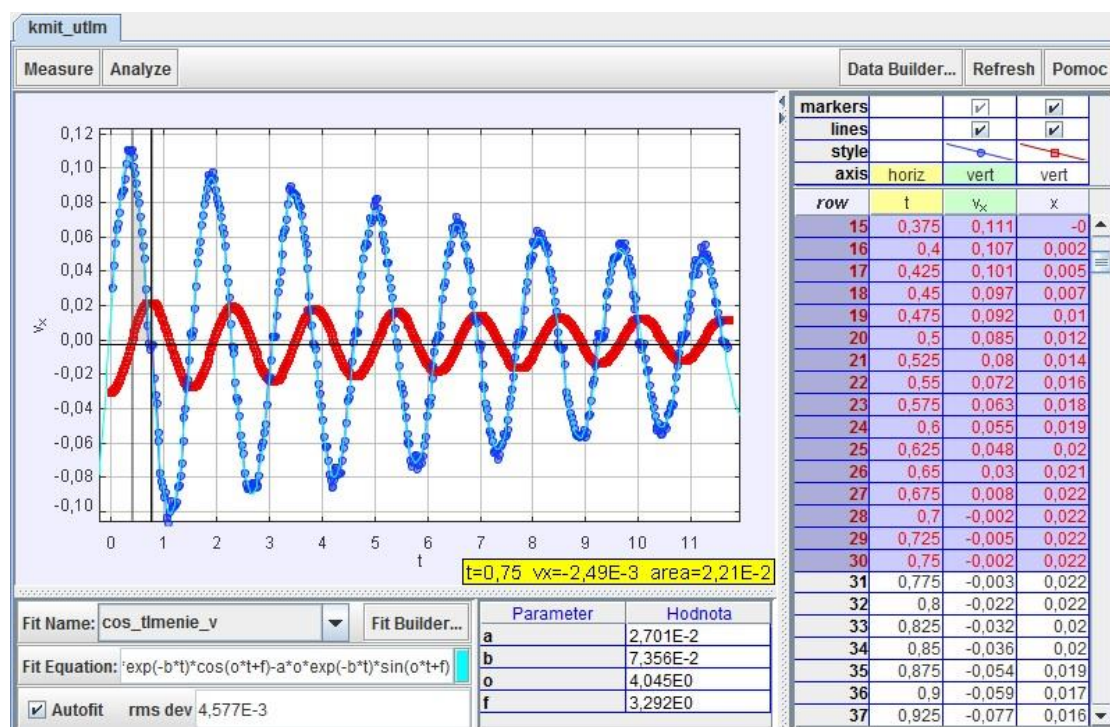 kmit_utlm
Measure Analyze Data Builder... Refresh Pomoc
0,12
0,10
0,08
0,06
0,04
0,02
0,00
-0,02
-0,04
-0,06
-0,08
-0,10
vx
0 1 2 3 4 5 6 7 8 9 10 11
t
t=0,75 vx=-2,49E-3 area=2,21E-2
markers
lines
style
axis horiz vert vert
row t vx x
15 0,375 0,111 -0
16 0,4 0,107 0,002
17 0,425 0,101 0,005
18 0,45 0,097 0,007
19 0,475 0,092 0,01
20 0,5 0,085 0,012
21 0,525 0,08 0,014
22 0,55 0,072 0,016
23 0,575 0,063 0,018
24 0,6 0,055 0,019
25 0,625 0,048 0,02
26 0,65 0,03 0,021
27 0,675 0,008 0,022
28 0,7 -0,002 0,022
29 0,725 -0,005 0,022
30 0,75 -0,002 0,022
31 0,775 -0,003 0,022
32 0,8 -0,022 0,022
33 0,825 -0,032 0,02
34 0,85 -0,036 0,02
35 0,875 -0,054 0,019
36 0,9 -0,059 0,017
37 0,925 -0,077 0,016
Fit Name: cos_tlmenie_v Fit Builder...
Fit Equation: *exp(-b*t)*cos(o*t+f)-a*o*exp(-b*t)*sin(o*t+f)
Autofit rms dev 4,577E-3
Parameter Hodnota
a 2,701E-2
b 7,356E-2
o 4,045E0
f 3,292E0